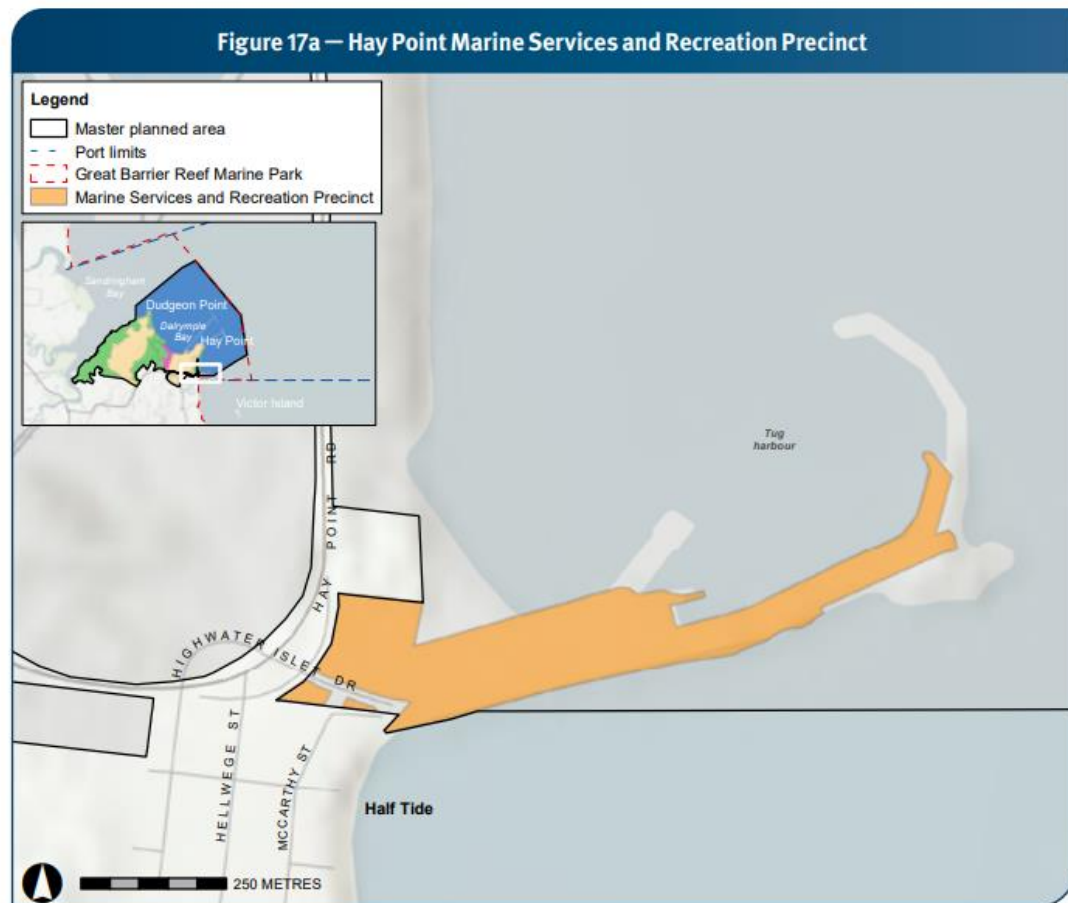 Figure 17a — Hay Point Marine Services and Recreation Precinct
Legend
Master planned area
Port limits
Great Barrier Reef Marine Park
Marine Services and Recreation Precinct
Sandringham
Bay
Dudgeon Point
Dalrymple
Bay
Hay Point
Victor Island
Tug
harbour
HAY POINT RD
HIGHWATER ISLET DR
HELLWEGE ST
MCCARTHY ST
Half Tide
250 METRES